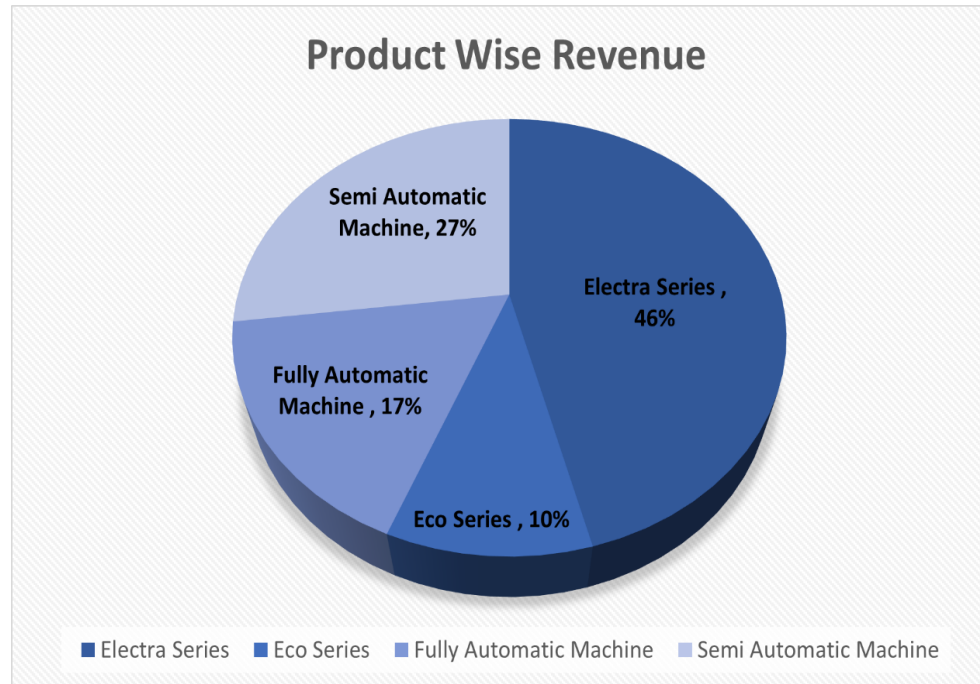 Product Wise Revenue
Semi Automatic
Machine, 27%
Electra Series ,
46%
Fully Automatic
Machine , 17%
Eco Series , 10%
Electra Series Eco Series Fully Automatic Machine Semi Automatic Machine